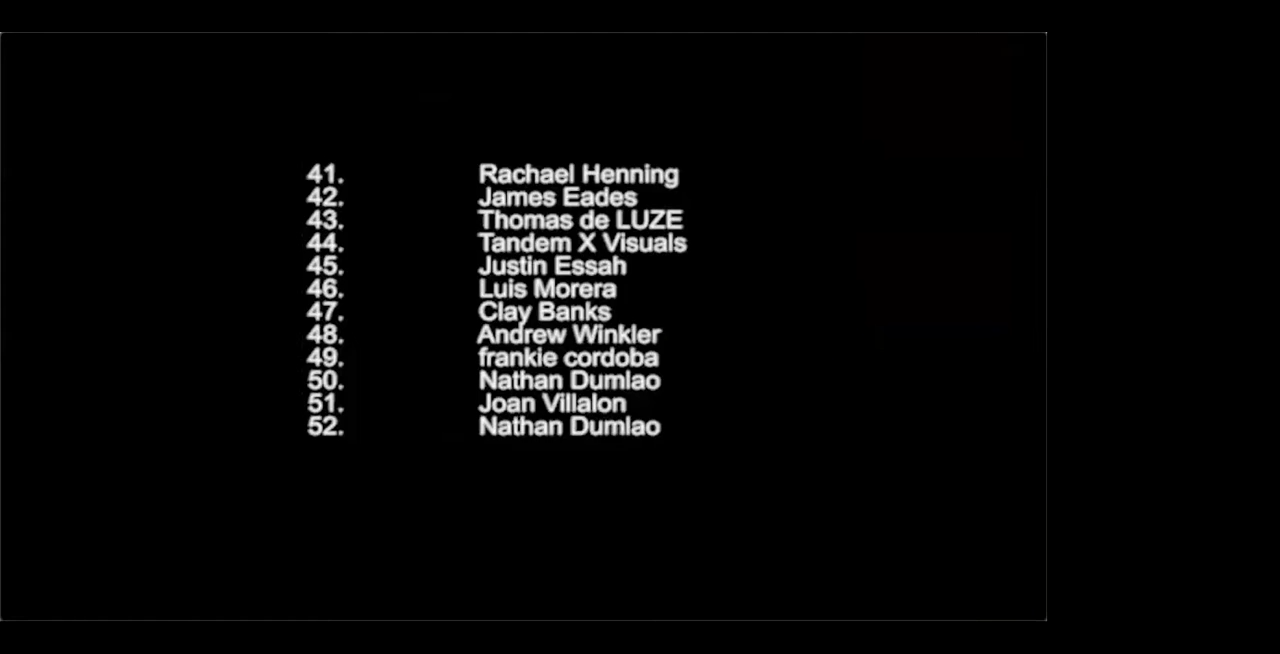 41. Rachael Henning
42. James Eades
43. Thomas de LUZE
44. Tandem X Visuals
45. Justin Essah
46. Luis Morera
47. Clay Banks
48. Andrew Winkler
49. frankie cordoba
50. Nathan Dumlao
51. Joan Villalon
52. Nathan Dumlao